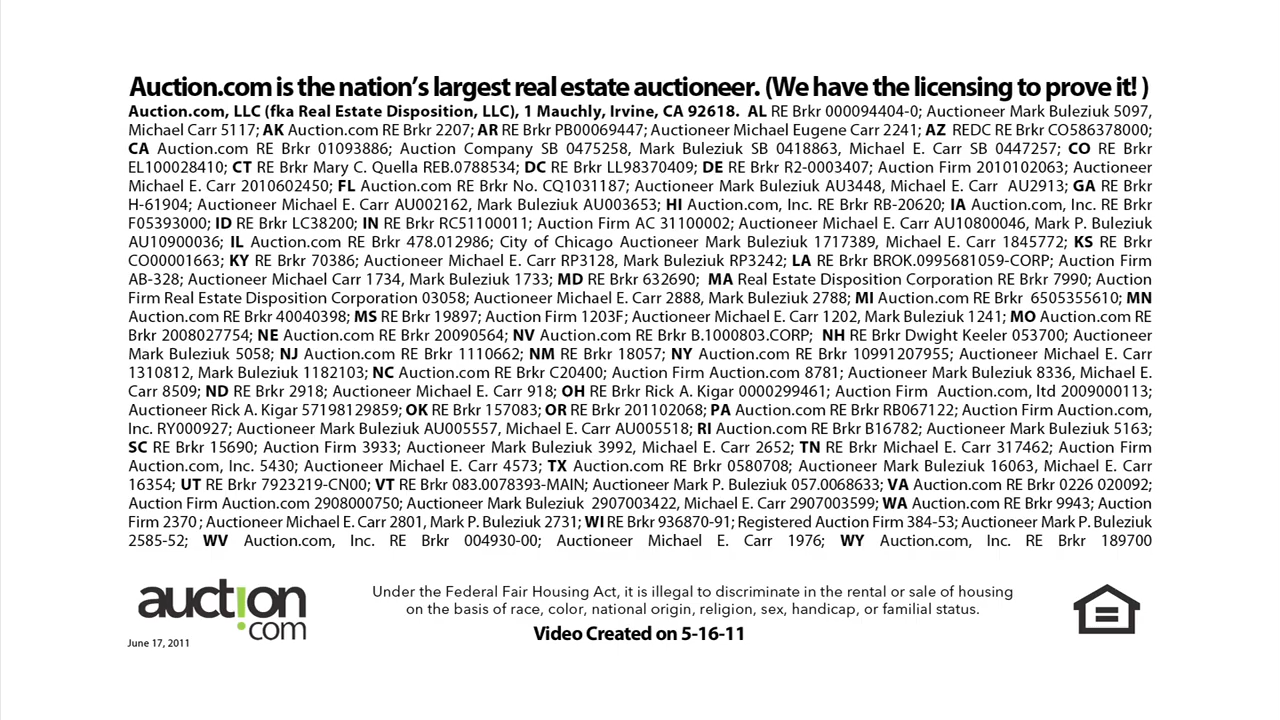 Auction.com is the nation's largest real estate auctioneer. (We have the licensing to prove it! )
Auction.com, LLC (fka Real Estate Disposition, LLC), 1 Mauchly, Irvine, CA 92618. AL RE Brkr 000094404-0; Auctioneer Mark Buleziuk 5097,
Michael Carr 5117; AK Auction.com RE Brkr 2207; AR RE Brkr PB00069447; Auctioneer Michael Eugene Carr 2241; AZ REDC RE Brkr CO586378000;
CA Auction.com RE Brkr 01093886; Auction Company SB 0475258, Mark Buleziuk SB 0418863, Michael E. Carr SB 0447257; CO RE Brkr
EL100028410; CT RE Brkr Mary C. Quella REB.0788534; DC RE Brkr LL98370409; DE RE Brkr R2-0003407; Auction Firm 2010102063; Auctioneer
Michael E. Carr 2010602450; FL Auction.com RE Brkr No. CQ1031187; Auctioneer Mark Buleziuk AU3448, Michael E. Carr AU2913; GA RE Brkr
H-61904; Auctioneer Michael E. Carr AU002162, Mark Buleziuk AU003653; HI Auction.com, Inc. RE Brkr RB-20620; IA Auction.com, Inc. RE Brkr
F05393000; ID RE Brkr LC38200; IN RE Brkr RC51100011; Auction Firm AC 31100002; Auctioneer Michael E. Carr AU10800046, Mark P. Buleziuk
AU10900036; IL Auction.com RE Brkr 478.012986; City of Chicago Auctioneer Mark Buleziuk 1717389, Michael E. Carr 1845772; KS RE Brkr
CO00001663; KY RE Brkr 70386; Auctioneer Michael E. Carr RP3128, Mark Buleziuk RP3242; LA RE Brkr BROK.0995681059-CORP; Auction Firm
AB-328; Auctioneer Michael Carr 1734, Mark Buleziuk 1733; MD RE Brkr 632690; MA Real Estate Disposition Corporation RE Brkr 7990; Auction
Firm Real Estate Disposition Corporation 03058; Auctioneer Michael E. Carr 2888, Mark Buleziuk 2788; MI Auction.com RE Brkr 6505355610; MN
Auction.com RE Brkr 40040398; MS RE Brkr 19897; Auction Firm 1203F; Auctioneer Michael E. Carr 1202, Mark Buleziuk 1241; MO Auction.com RE
Brkr 2008027754; NE Auction.com RE Brkr 20090564; NV Auction.com RE Brkr B.1000803.CORP; NH RE Brkr Dwight Keeler 053700; Auctioneer
Mark Buleziuk 5058; NJ Auction.com RE Brkr 1110662; NM RE Brkr 18057; NY Auction.com RE Brkr 10991207955; Auctioneer Michael E. Carr
1310812, Mark Buleziuk 1182103; NC Auction.com RE Brkr C20400; Auction Firm Auction.com 8781; Auctioneer Mark Buleziuk 8336, Michael E.
Carr 8509; ND RE Brkr 2918; Auctioneer Michael E. Carr 918; OH RE Brkr Rick A. Kigar 0000299461; Auction Firm Auction.com, ltd 2009000113;
Auctioneer Rick A. Kigar 57198129859; OK RE Brkr 157083; OR RE Brkr 201102068; PA Auction.com RE Brkr RB067122; Auction Firm Auction.com,
Inc. RY000927; Auctioneer Mark Buleziuk AU005557, Michael E. Carr AU005518; RI Auction.com RE Brkr B16782; Auctioneer Mark Buleziuk 5163;
SC RE Brkr 15690; Auction Firm 3933; Auctioneer Mark Buleziuk 3992, Michael E. Carr 2652; TN RE Brkr Michael E. Carr 317462; Auction Firm
Auction.com, Inc. 5430; Auctioneer Michael E. Carr 4573; TX Auction.com RE Brkr 0580708; Auctioneer Mark Buleziuk 16063, Michael E. Carr
16354; UT RE Brkr 7923219-CN00; VT RE Brkr 083.0078393-MAIN; Auctioneer Mark P. Buleziuk 057.0068633; VA Auction.com RE Brkr 0226 020092;
Auction Firm Auction.com 2908000750; Auctioneer Mark Buleziuk 2907003422, Michael E. Carr 2907003599; WA Auction.com RE Brkr 9943; Auction
Firm 2370; Auctioneer Michael E. Carr 2801, Mark P. Buleziuk 2731; WI RE Brkr 936870-91; Registered Auction Firm 384-53; Auctioneer Mark P. Buleziuk
2585-52; WV Auction.com, Inc. RE Brkr 004930-00; Auctioneer Michael E. Carr 1976; WY Auction.com, Inc. RE Brkr 189700
auction
.com
June 17, 2011
Under the Federal Fair Housing Act, it is illegal to discriminate in the rental or sale of housing
on the basis of race, color, national origin, religion, sex, handicap, or familial status.
Video Created on 5-16-11